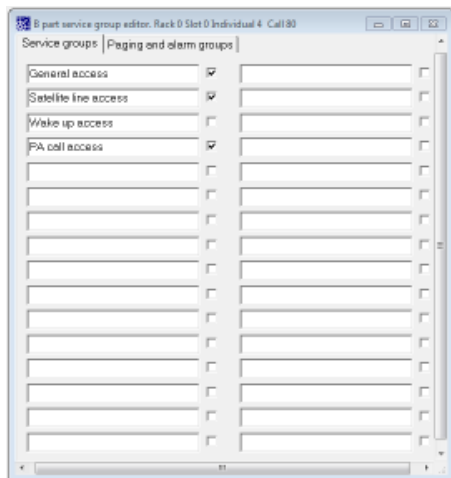 B part service group editor. Rack 0 Slot 0 Individual 4 Call 80
Service groups Paging and alarm groups
General access
Satellite line access
Wake up access
PA call access